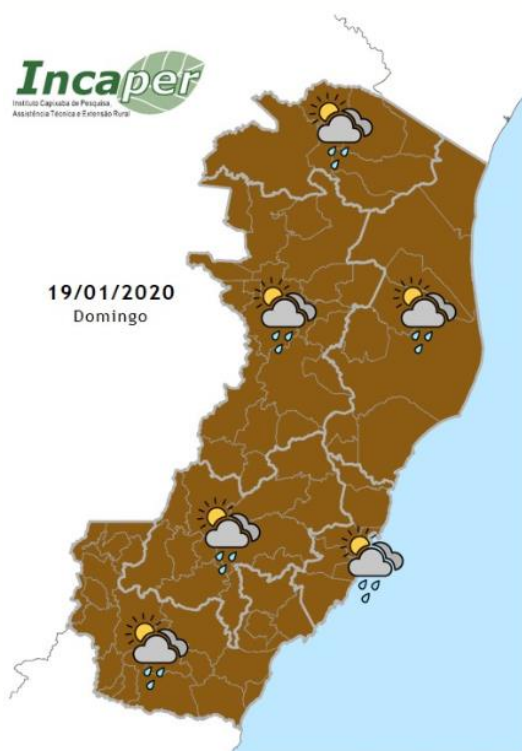 Incaper
Instituto Capixaba de Pesquisa,
Assistência Técnica e Extensão Rural
19/01/2020
Domingo